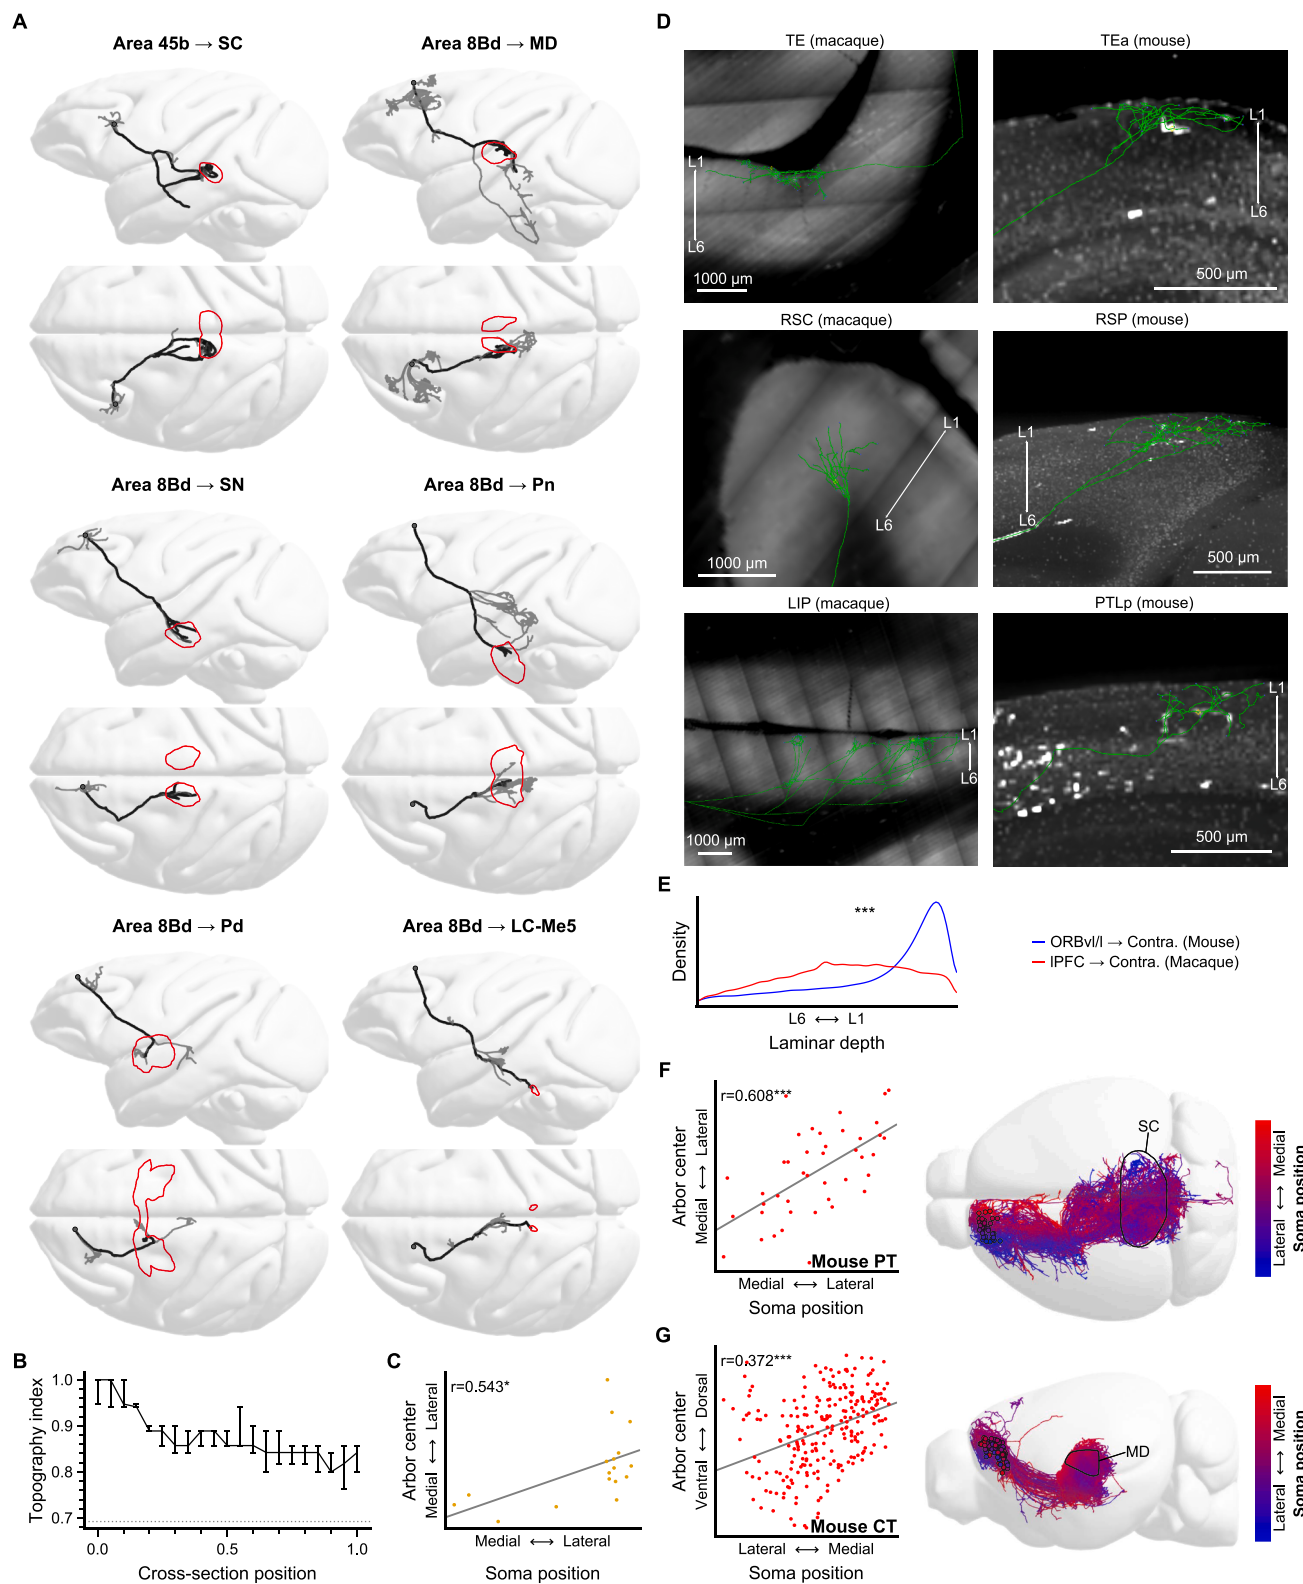 A
Area 45b → SC
Area 8Bd → MD
Area 8Bd → SN
Area 8Bd → Pn
Area 8Bd → Pd
Area 8Bd → LC-Me5
B
Topography index
1.0
0.9
0.8
0.7
0.0
0.5
1.0
Cross-section position
C
r=0.543*
Arbor center
Medial ⟷ Lateral
Medial ⟷ Lateral
Soma position
D
TE (macaque)
L1
L6
1000 µm
TEa (mouse)
L1
L6
500 µm
RSC (macaque)
L1
L6
1000 µm
RSP (mouse)
L1
L6
500 µm
LIP (macaque)
L1
L6
1000 µm
PTLp (mouse)
L1
L6
500 µm
E
***
Density
L6 ⟷ L1
Laminar depth
ORBvl/l → Contra. (Mouse)
lPFC → Contra. (Macaque)
F
r=0.608***
Arbor center
Medial ⟷ Lateral
Mouse PT
Medial ⟷ Lateral
Soma position
SC
Lateral ⟷ Medial
Soma position
G
r=0.372***
Arbor center
Ventral ⟷ Dorsal
Mouse CT
Lateral ⟷ Medial
Soma position
MD
Lateral ⟷ Medial
Soma position